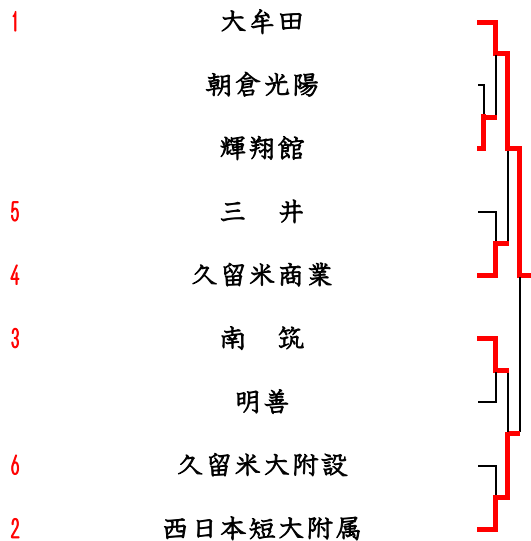 1 大牟田
朝倉光陽
輝翔館
5 三　井
4 久留米商業
3 南　筑
明善
6 久留米大附設
2 西日本短大附属